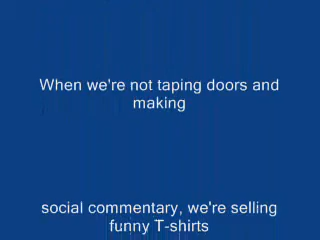 When we're not taping doors and
making
social commentary, we're selling
funny T-shirts